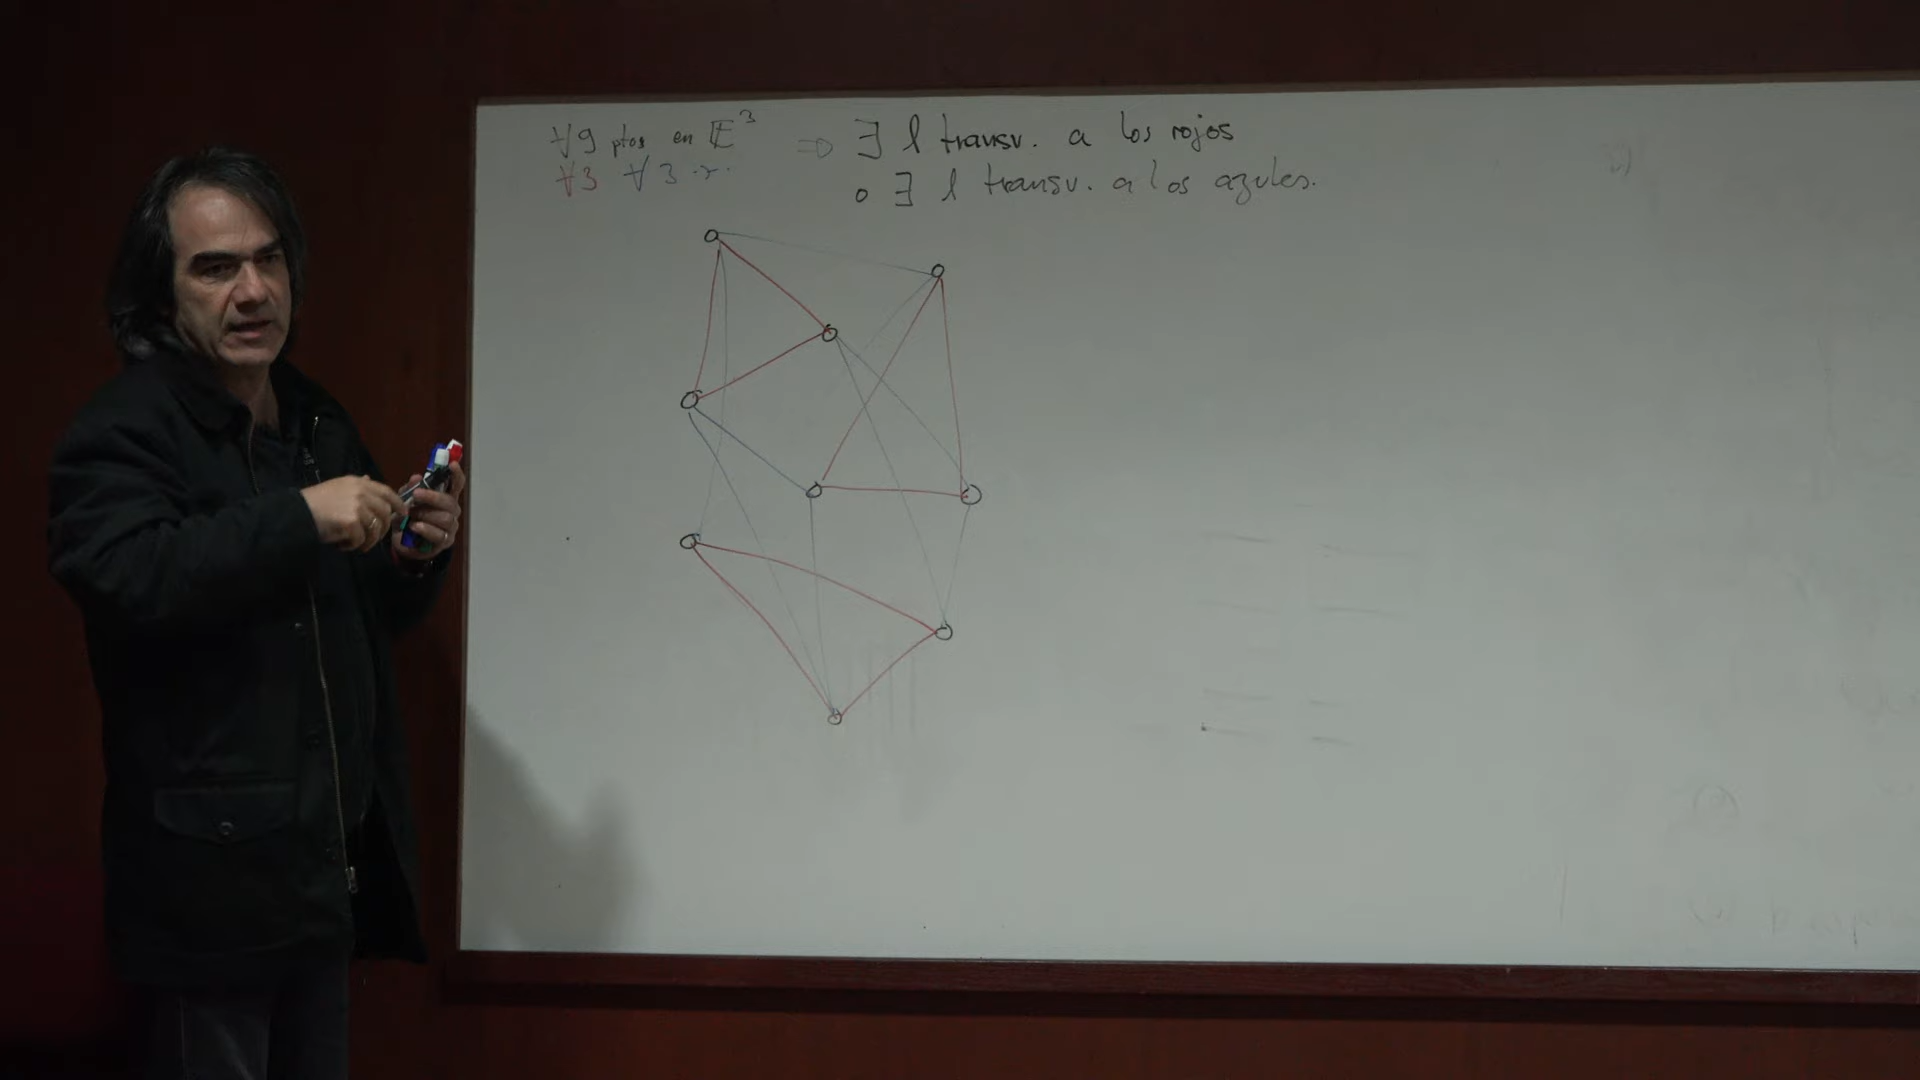 ∀9 ptos en 𝔼³ ⇒ ∃ l transv. a los rojos
∀3 ∀3
o ∃ l transv. a los azules.